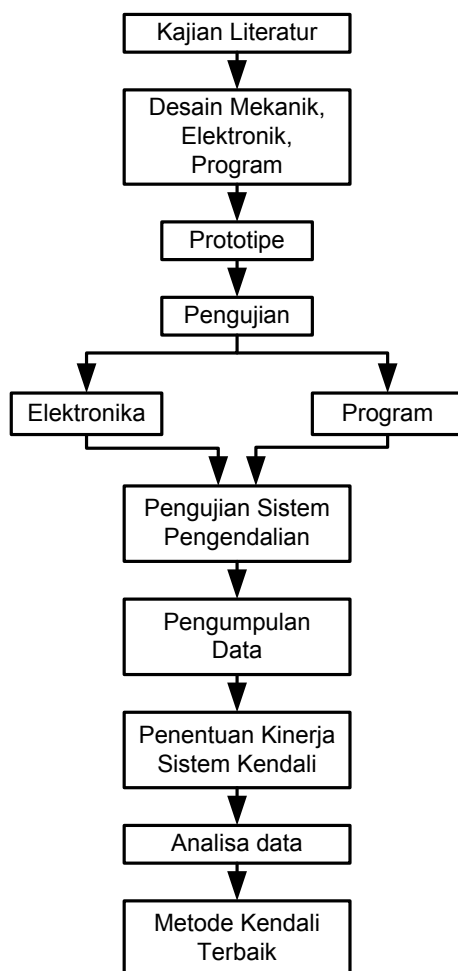 Kajian Literatur
Desain Mekanik,
Elektronik,
Program
Prototipe
Pengujian
Elektronika
Program
Pengujian Sistem
Pengendalian
Pengumpulan
Data
Penentuan Kinerja
Sistem Kendali
Analisa data
Metode Kendali
Terbaik